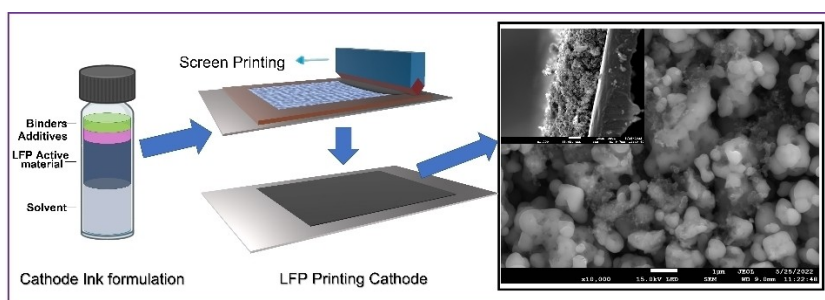 Binders
Additives
LFP Active
material
Solvent
Cathode Ink formulation
Screen Printing
LFP Printing Cathode
1μm JEOL 5/25/2022
x10,000 15.0kV LED SEM WD 9.0mm 11:22:48